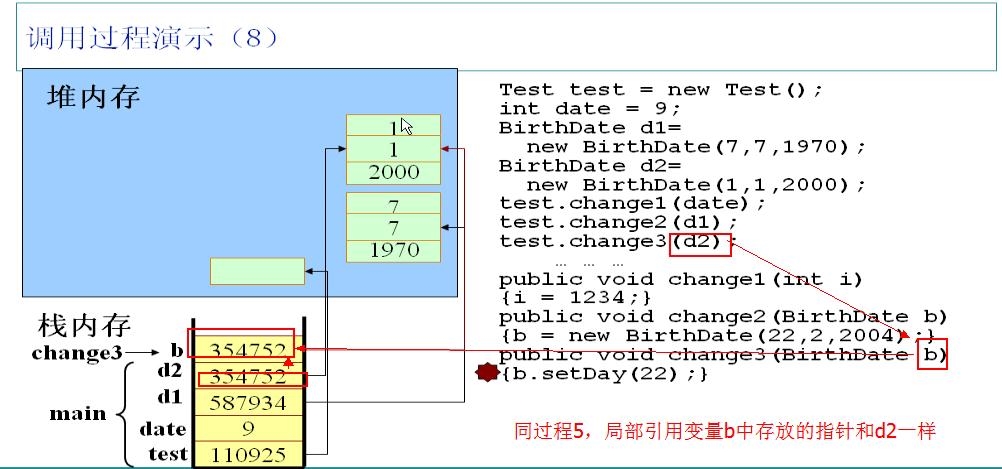 调用过程演示（8）
堆内存
1
1
2000
7
7
1970
栈内存
change3
b
354752
d2
354752
d1
587934
main
date
9
test
110925
Test test = new Test();
int date = 9;
BirthDate d1=
new BirthDate(7,7,1970);
BirthDate d2=
new BirthDate(1,1,2000);
test.change1(date);
test.change2(d1);
test.change3(d2);
… … …
public void change1(int i)
{i = 1234;}
public void change2(BirthDate b)
{b = new BirthDate(22,2,2004);}
public void change3(BirthDate b)
{b.setDay(22);}
同过程5，局部引用变量b中存放的指针和d2一样